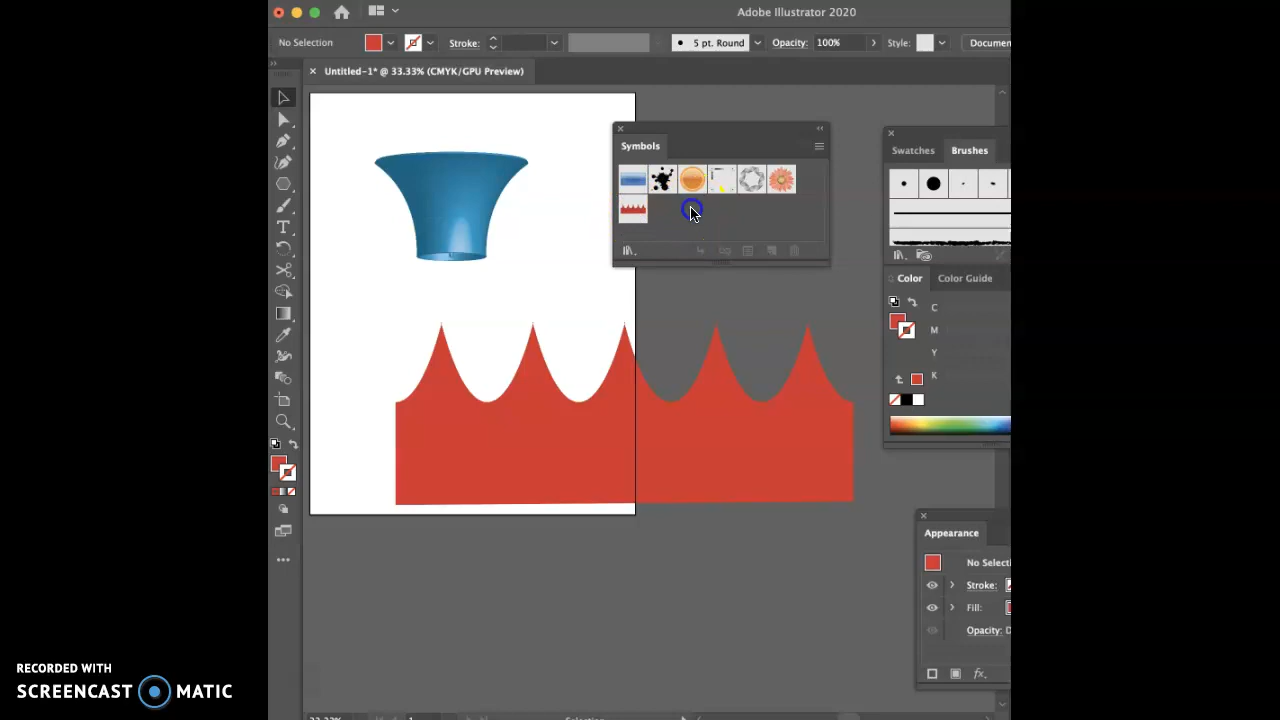 Adobe Illustrator 2020
No Selection
Stroke:
5 pt. Round
Opacity: 100%
Style:
Documen
Untitled-1* @ 33.33% (CMYK/GPU Preview)
Symbols
Swatches
Brushes
Color
Color Guide
C
M
Y
K
Appearance
No Selecti
Stroke:
Fill:
Opacity: D
RECORDED WITH
SCREENCAST MATIC